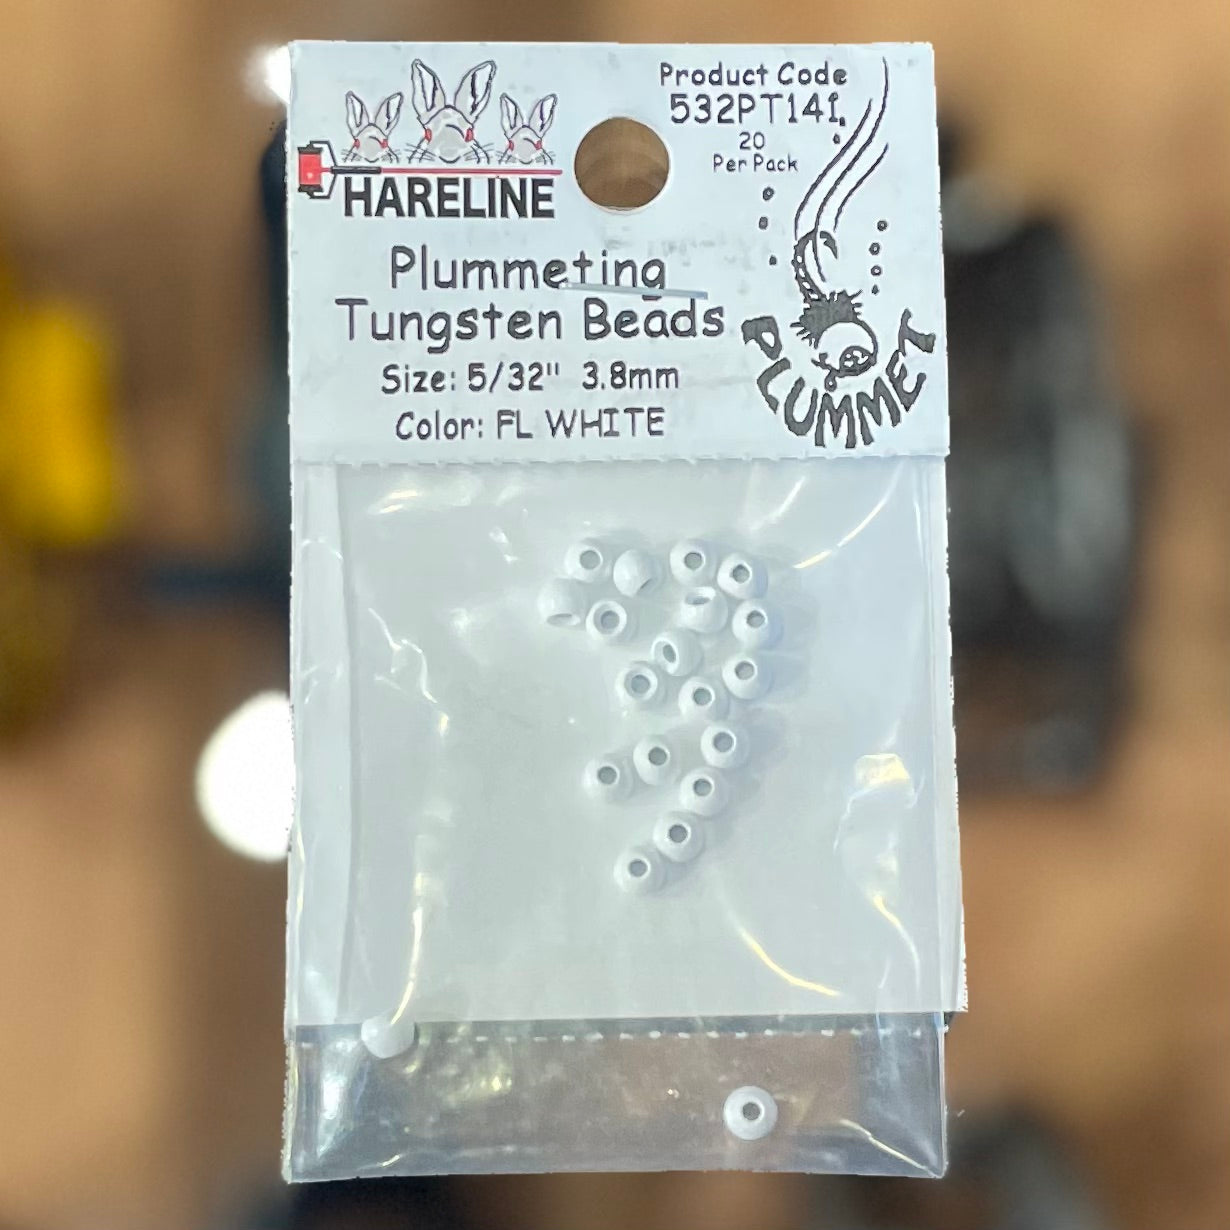 HARELINE
Product Code
532PT141
20
Per Pack
Plummeting
Tungsten Beads
Size: 5/32" 3.8mm
Color: FL WHITE
PLUMMET